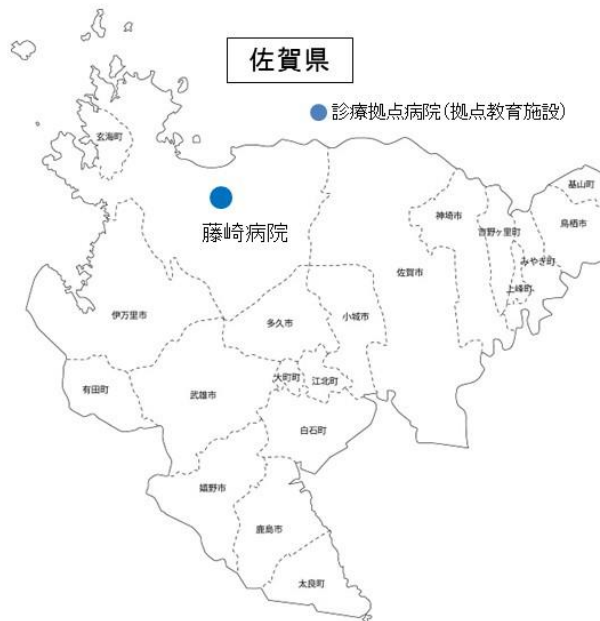 佐賀県
診療拠点病院(拠点教育施設)
玄海町
基山町
鳥栖市
神埼市
吉野ヶ里町
藤崎病院
みやき町
佐賀市
上峰町
伊万里市
多久市
小城市
有田町
武雄市
大町町
江北町
白石町
嬉野市
鹿島市
太良町